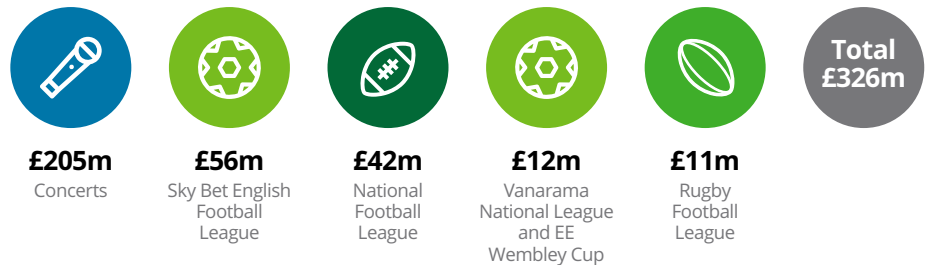 Total
£326m
£205m
Concerts
£56m
Sky Bet English
Football
League
£42m
National
Football
League
£12m
Vanarama
National League
and EE
Wembley Cup
£11m
Rugby
Football
League